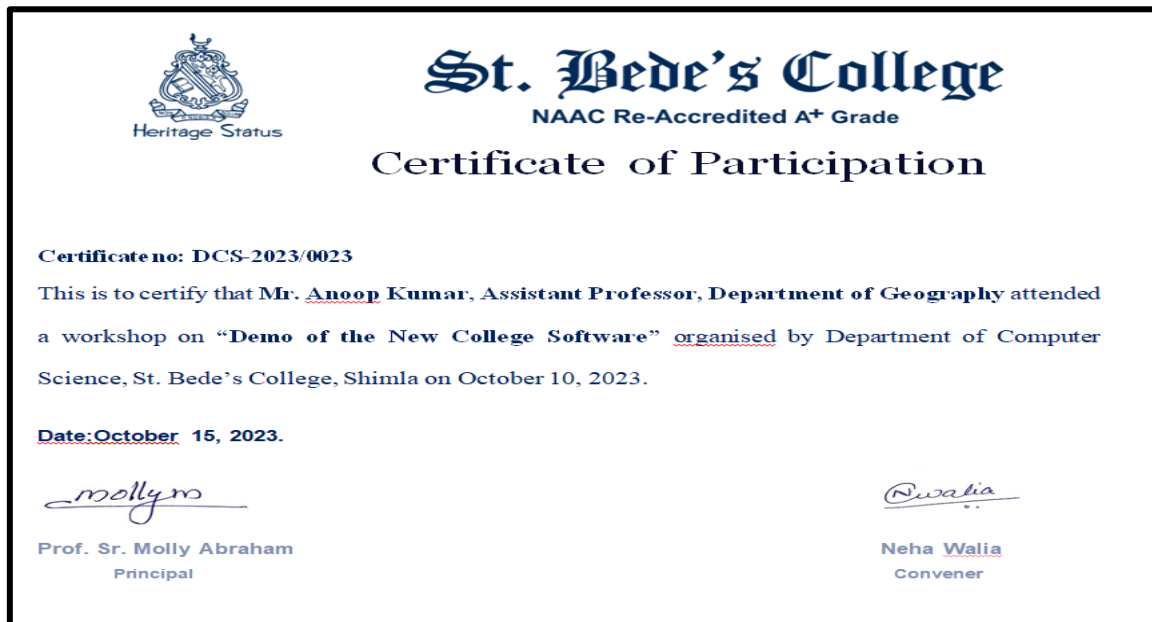 St. Bede's College
NAAC Re-Accredited A+ Grade
Heritage Status
Certificate of Participation
Certificate no: DCS-2023/0023
This is to certify that Mr. Anoop Kumar, Assistant Professor, Department of Geography attended
a workshop on “Demo of the New College Software” organised by Department of Computer
Science, St. Bede’s College, Shimla on October 10, 2023.
Date:October 15, 2023.
mollym
Nwalia
Prof. Sr. Molly Abraham
Neha Walia
Principal
Convener